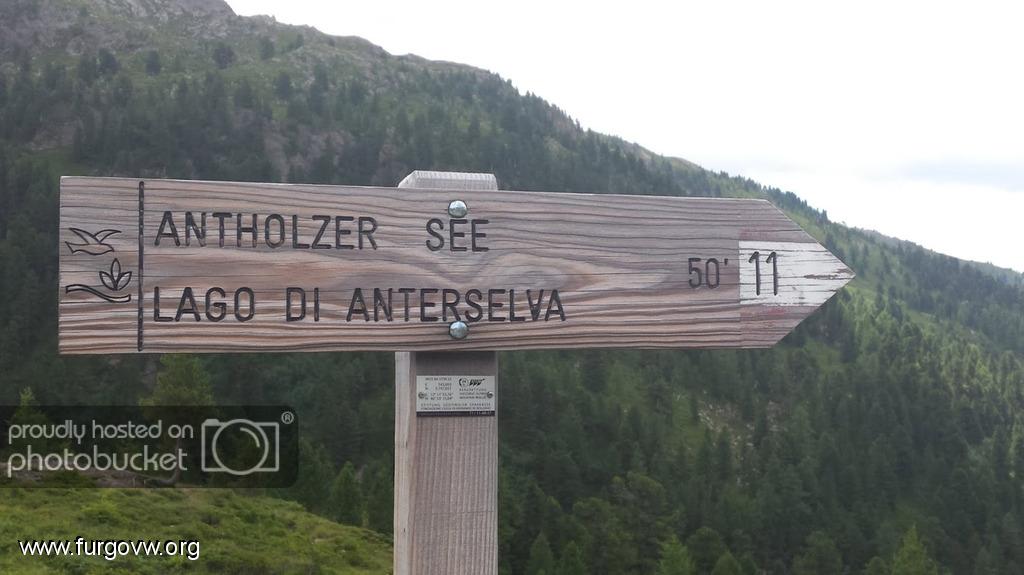 ANTHOLZER SEE
LAGO DI ANTERSELVA
50' 11
proudly hosted on
photobucket ®
www.furgovw.org